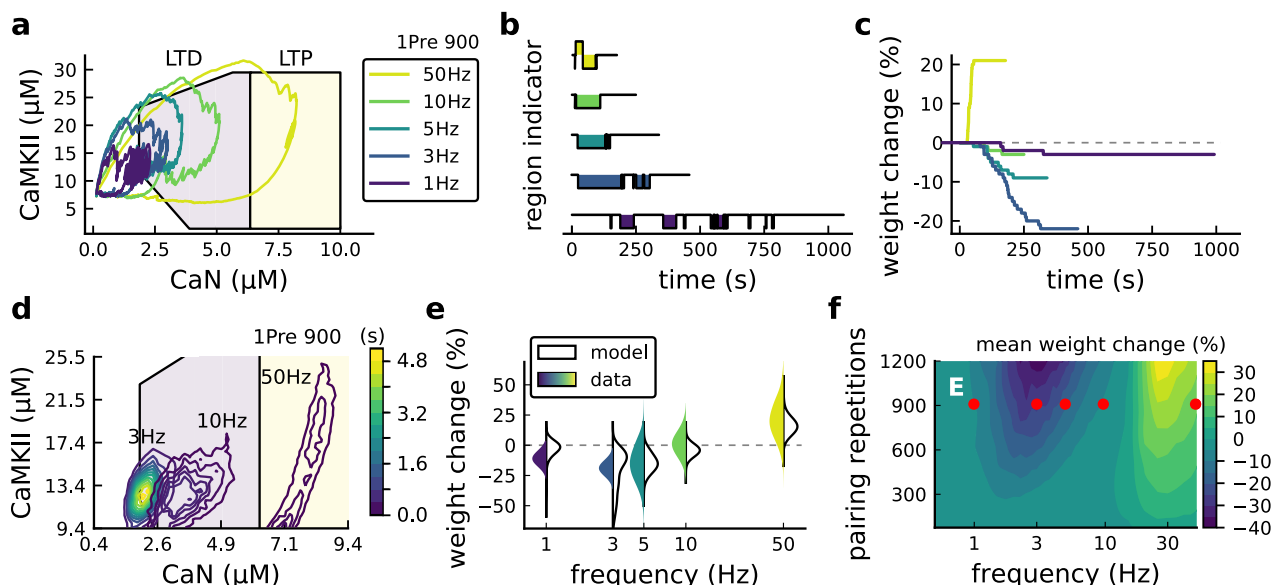 a
LTD
LTP
1Pre 900
CaMKII (μM)
30
25
20
15
10
5
0.0
2.5
5.0
7.5
10.0
CaN (μM)
50Hz
10Hz
5Hz
3Hz
1Hz
b
region indicator
0
250
500
750
1000
time (s)
c
weight change (%)
20
10
0
-10
-20
0
250
500
750
1000
time (s)
d
1Pre 900
(s)
CaMKII (μM)
25.5
21.5
17.4
13.4
9.4
3Hz
10Hz
50Hz
0.4
2.6
4.9
7.1
9.4
CaN (μM)
4.8
4.0
3.2
2.4
1.6
0.8
0.0
e
weight change (%)
model
data
50
25
0
−25
−50
1
3
5
10
50
frequency (Hz)
f
mean weight change (%)
pairing repetitions
1200
900
600
300
E
1
3
10
30
frequency (Hz)
30
20
10
0
−10
−20
−30
−40